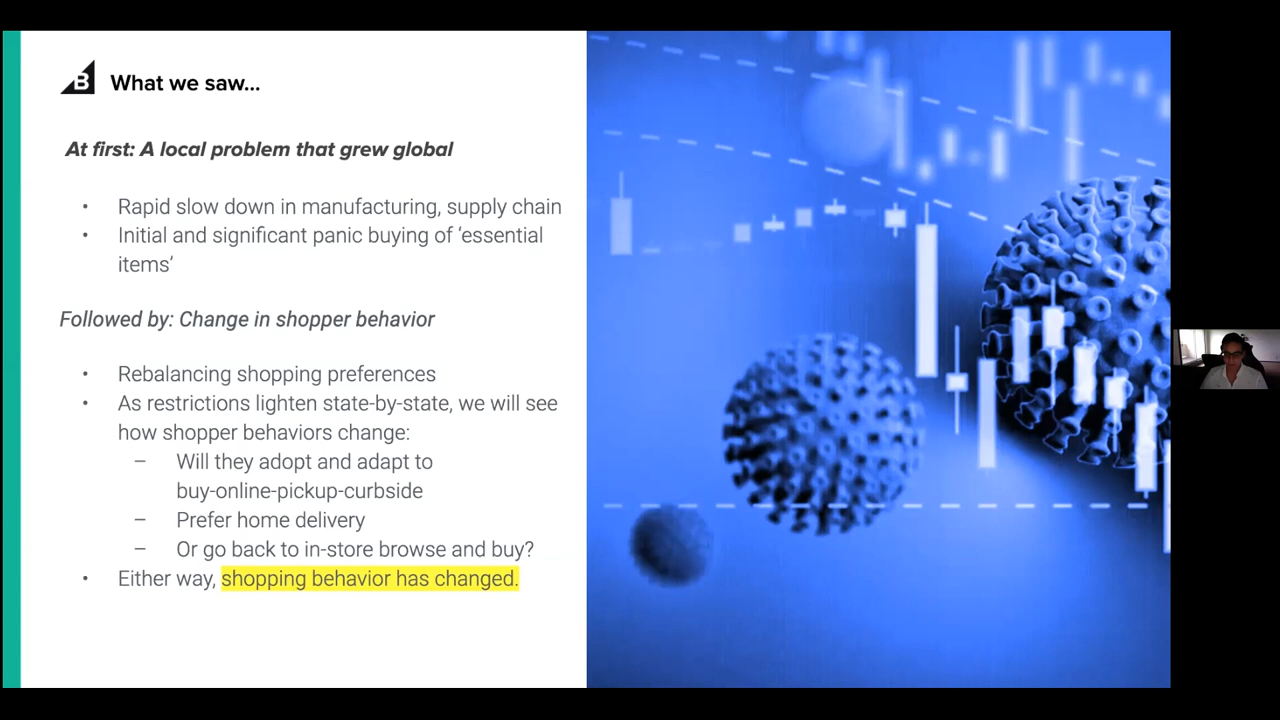 B
What we saw...
At first: A local problem that grew global
• Rapid slow down in manufacturing, supply chain
• Initial and significant panic buying of ‘essential
items’
Followed by: Change in shopper behavior
• Rebalancing shopping preferences
• As restrictions lighten state-by-state, we will see
how shopper behaviors change:
– Will they adopt and adapt to
buy-online-pickup-curbside
– Prefer home delivery
– Or go back to in-store browse and buy?
• Either way, shopping behavior has changed.